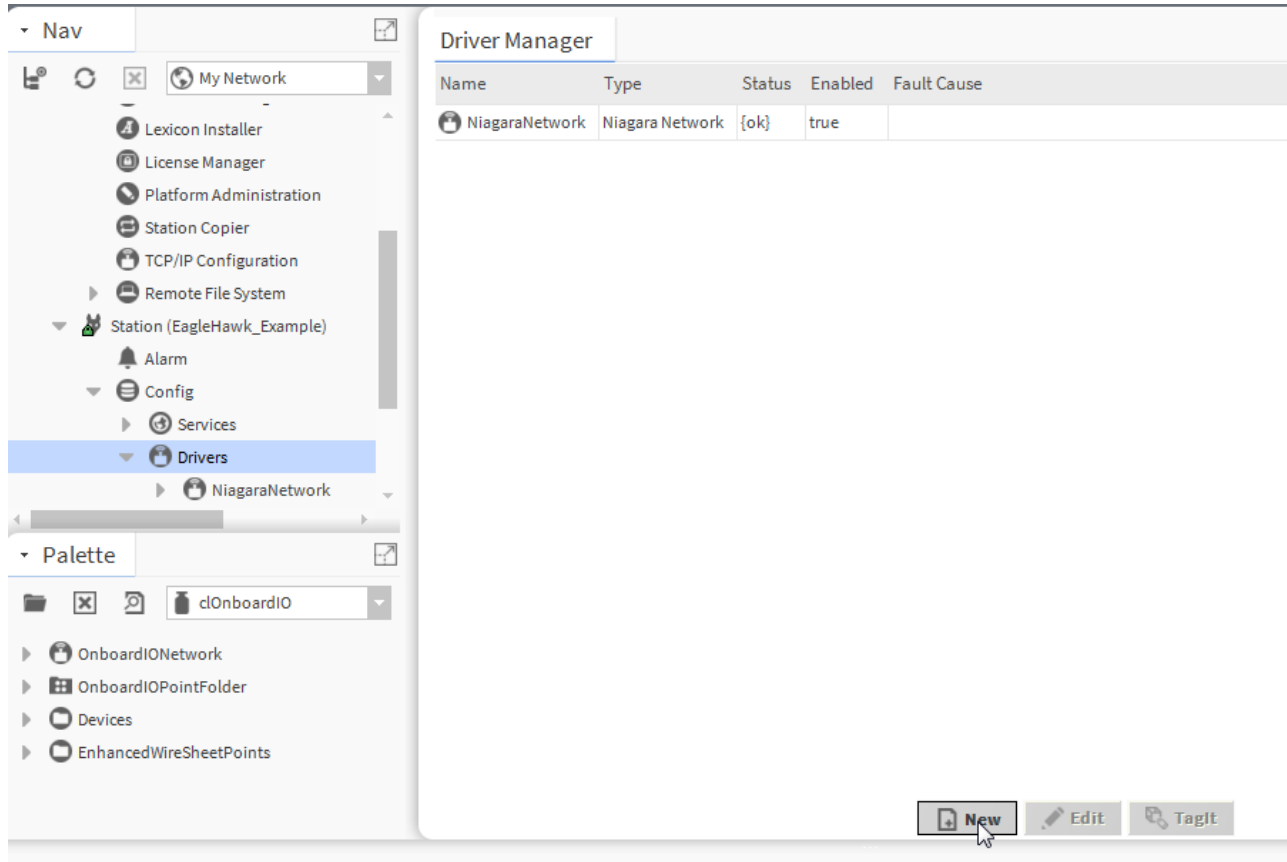 Nav
My Network
Lexicon Installer
License Manager
Platform Administration
Station Copier
TCP/IP Configuration
Remote File System
Station (EagleHawk_Example)
Alarm
Config
Services
Drivers
NiagaraNetwork
Palette
clOnboardIO
OnboardIONetwork
OnboardIOPointFolder
Devices
EnhancedWireSheetPoints
Driver Manager
Name Type Status Enabled Fault Cause
NiagaraNetwork Niagara Network {ok} true
New Edit TagIt